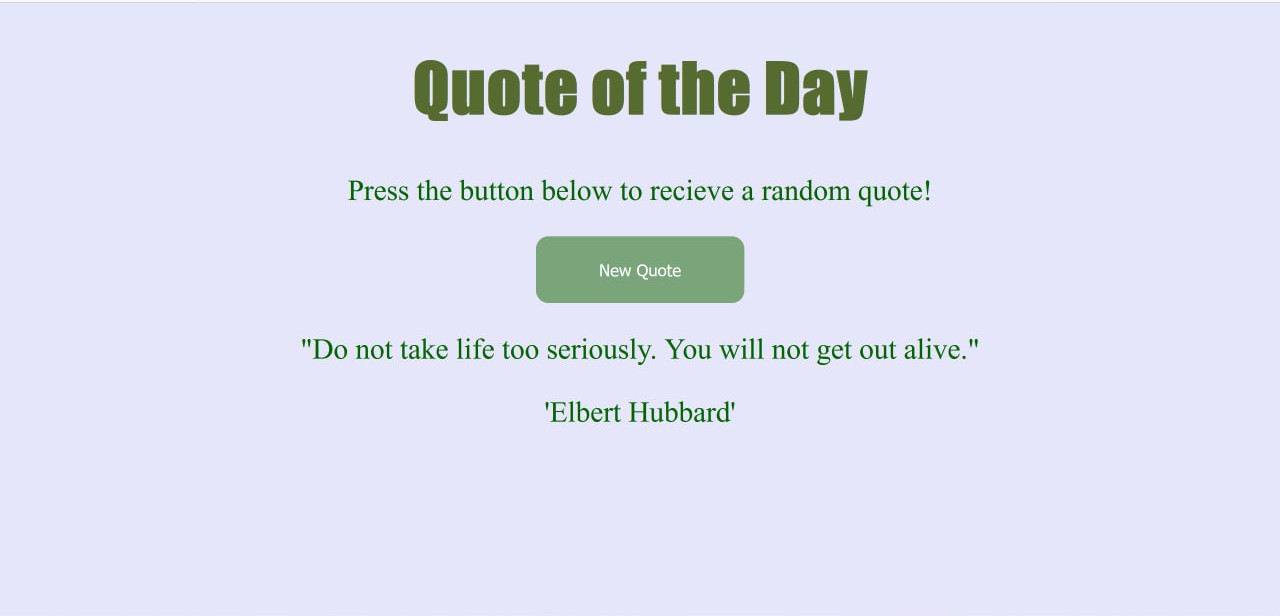 Quote of the Day
Press the button below to recieve a random quote!
New Quote
"Do not take life too seriously. You will not get out alive."
'Elbert Hubbard'